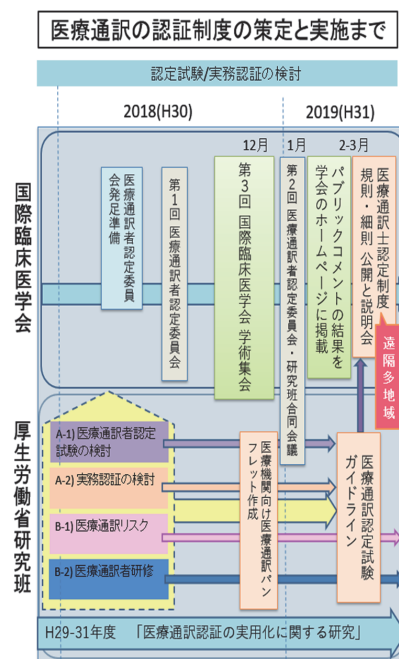 医療通訳の認証制度の策定と実施まで
認定試験/実務認証の検討
2018(H30)
2019(H31)
12月
1月
2-3月
国際臨床医学会
医療通訳者認定委員
会発足準備
第1回 医療通訳者認定委員会
第3回 国際臨床医学会 学術集会
第2回 医療通訳者認定委員会・研究班合同会議
パブリックコメントの結果を
学会のホームページに掲載
医療通訳士認定制度
規則・細則 公開と説明会
遠隔多地域
厚生労働省研究班
A-1)医療通訳者認定
試験の検討
A-2)実務認証の検討
B-1)医療通訳リスク
B-2)医療通訳者研修
医療機関向け医療通訳パン
フレット作成
医療通訳認定試験
ガイドライン
H29-31年度 「医療通訳認証の実用化に関する研究」